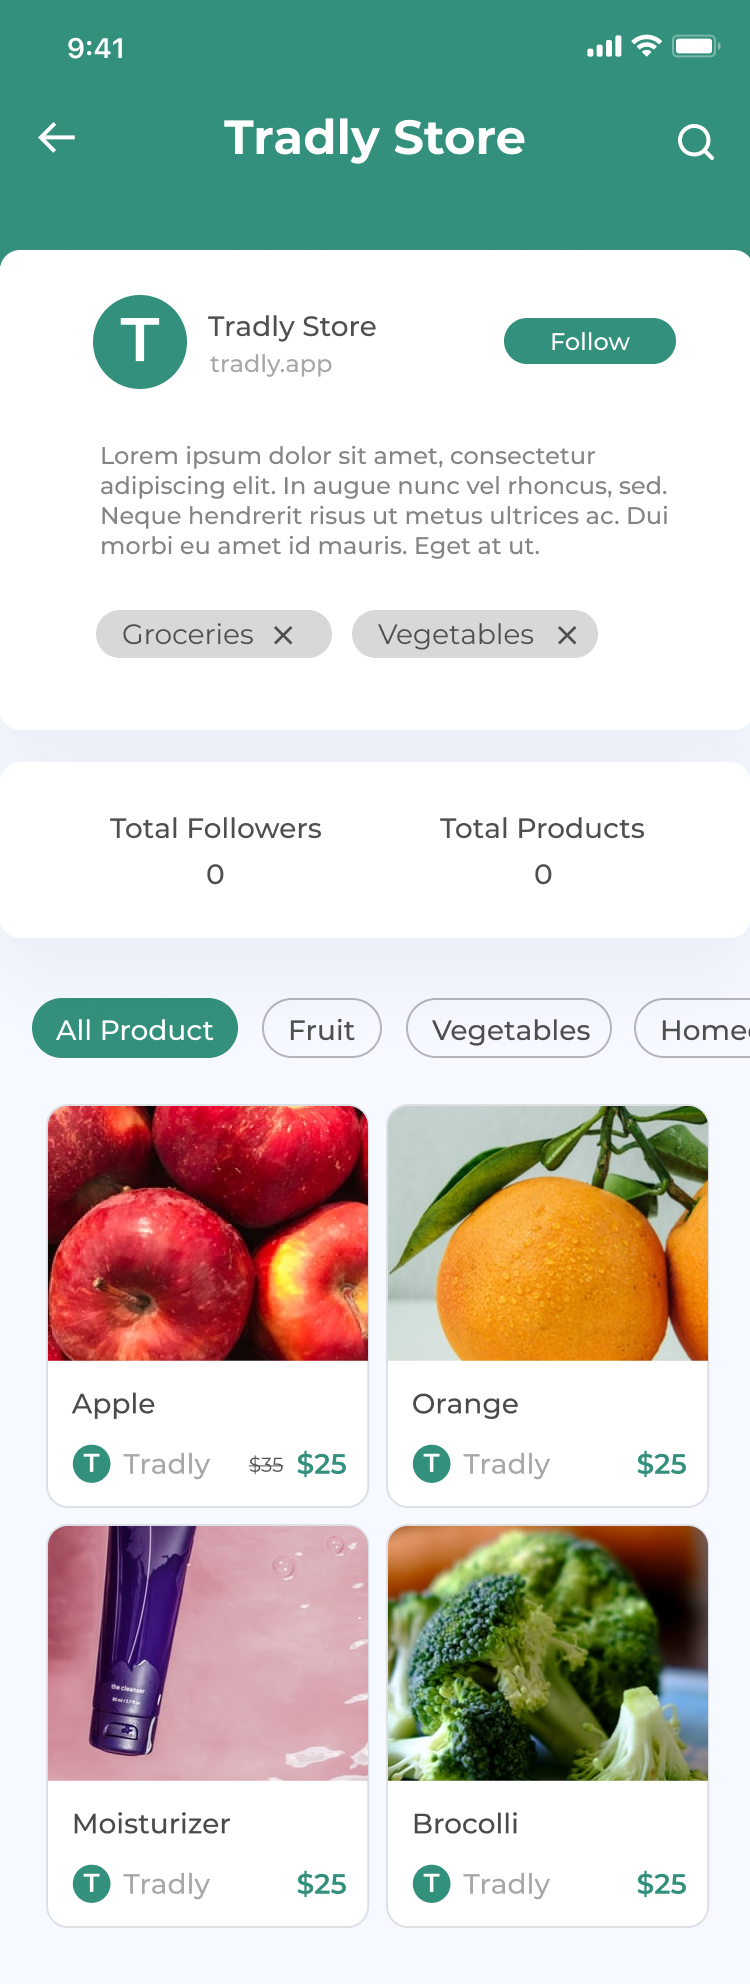 9:41
Tradly Store
T
Tradly Store
tradly.app
Follow
Lorem ipsum dolor sit amet, consectetur
adipiscing elit. In augue nunc vel rhoncus, sed.
Neque hendrerit risus ut metus ultrices ac. Dui
morbi eu amet id mauris. Eget at ut.
Groceries
Vegetables
Total Followers
Total Products
0
0
All Product
Fruit
Vegetables
Home
Apple
Orange
T Tradly $35 $25
T Tradly $25
the cleanser
Moisturizer
Brocolli
T Tradly $25
T Tradly $25